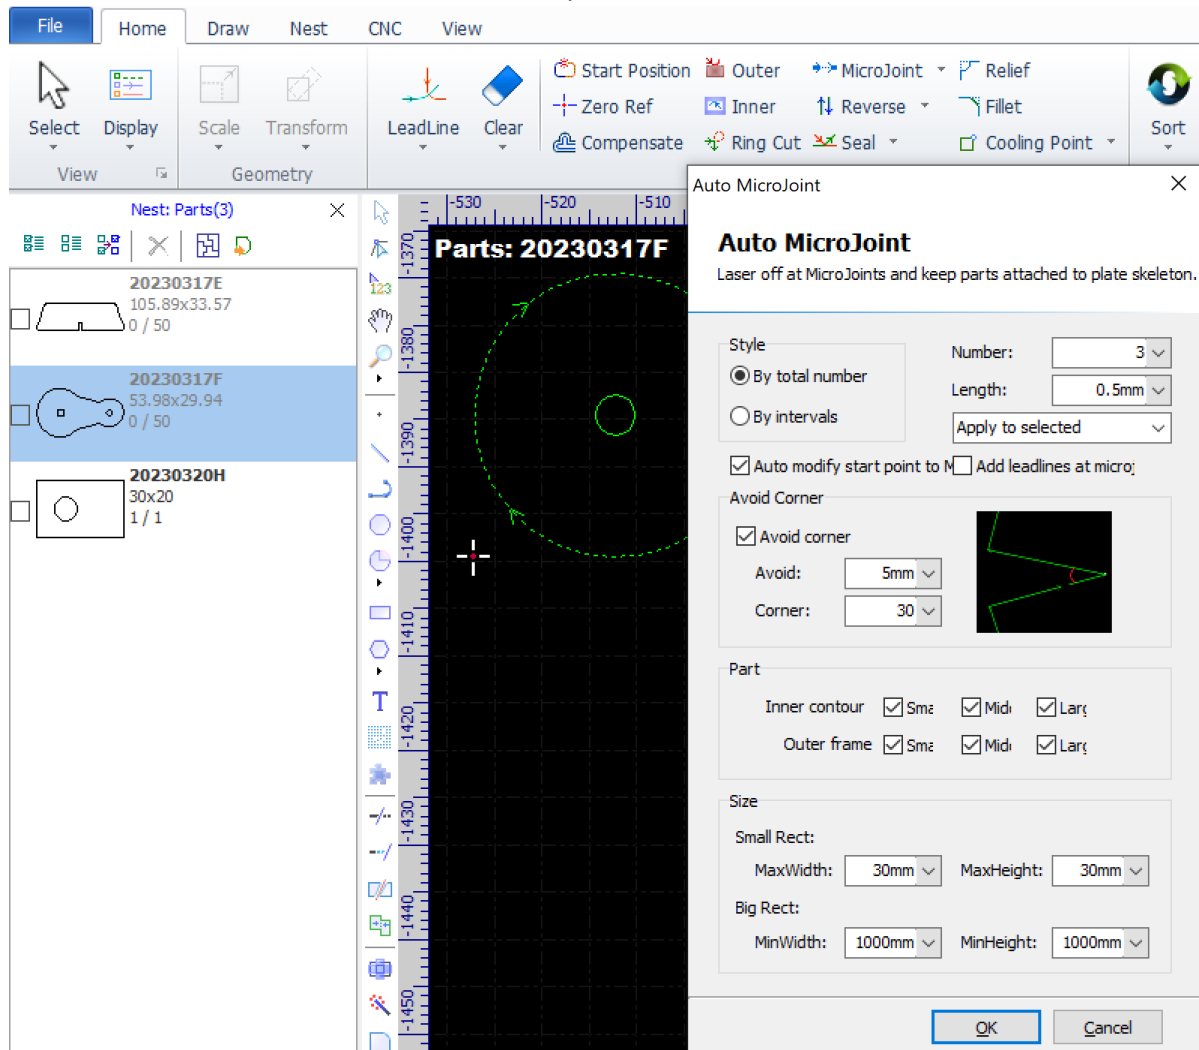 File Home Draw Nest CNC View
Start Position Outer MicroJoint Relief
Zero Ref Inner Reverse Fillet
Select Display Scale Transform LeadLine Clear Sort
Compensate Ring Cut Seal Cooling Point
View Geometry
Auto MicroJoint
Nest: Parts(3)
-530 -520 -510
Auto MicroJoint
Laser off at MicroJoints and keep parts attached to plate skeleton.
Parts: 20230317F
20230317E
105.89x33.57
0 / 50
20230317F
53.98x29.94
0 / 50
20230320H
30x20
1 / 1
123
T
-1370
-1380
-1390
-1400
-1410
-1420
-1430
-1440
-1450
Style
By total number
By intervals
Number: 3
Length: 0.5mm
Apply to selected
Auto modify start point to M Add leadlines at micro
Avoid Corner
Avoid corner
Avoid: 5mm
Corner: 30
Part
Inner contour Sma Mid Larg
Outer frame Sma Mid Larg
Size
Small Rect:
MaxWidth: 30mm MaxHeight: 30mm
Big Rect:
MinWidth: 1000mm MinHeight: 1000mm
OK Cancel